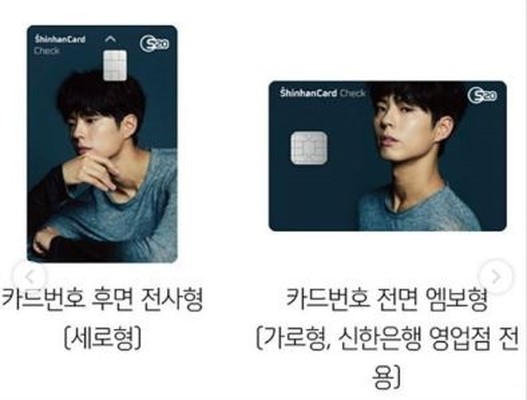 ShinhanCard
Check
S20
카드번호 후면 전사형
(세로형)
ShinhanCard Check
S20
카드번호 전면 엠보형
(가로형, 신한은행 영업점 전
용)